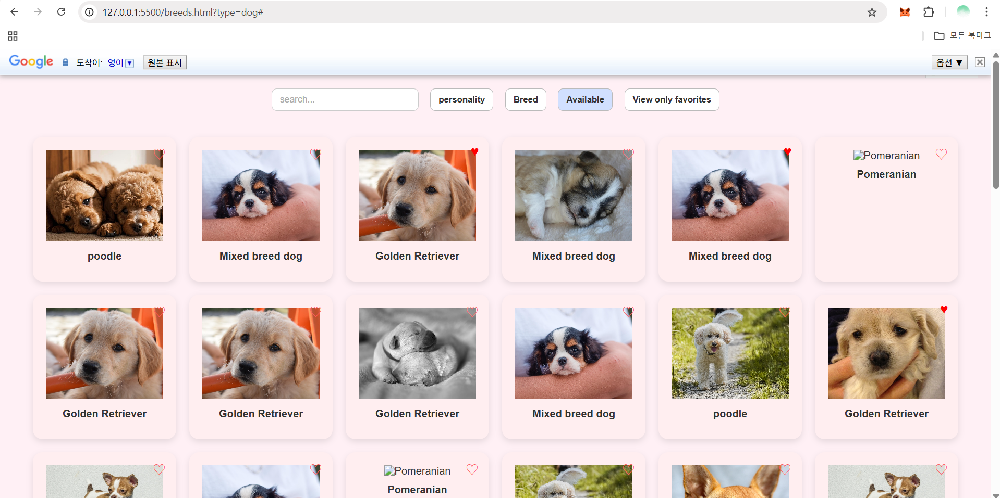 127.0.0.1:5500/breeds.html?type=dog#
모든 북마크
Google 도착어: 영어 ▼ 원본 표시 옵션 ▼
search... personality Breed Available View only favorites
Pomeranian
Pomeranian
poodle Mixed breed dog Golden Retriever Mixed breed dog Mixed breed dog
Golden Retriever Golden Retriever Golden Retriever Mixed breed dog poodle Golden Retriever
Pomeranian
Pomeranian